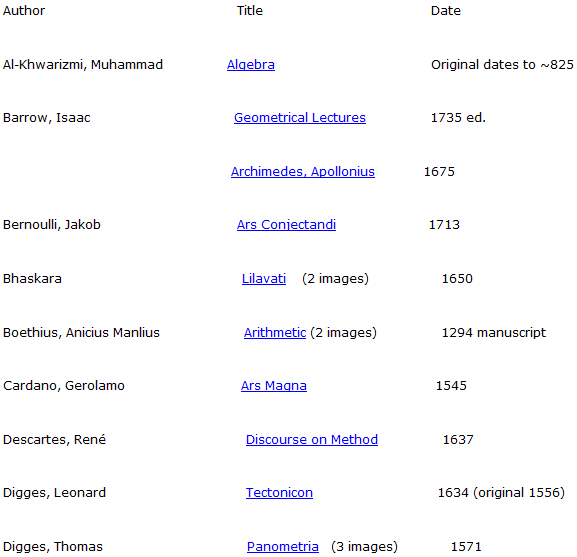 Author Title Date
Al-Khwarizmi, Muhammad Algebra Original dates to ~825
Barrow, Isaac Geometrical Lectures 1735 ed.
Archimedes, Apollonius 1675
Bernoulli, Jakob Ars Conjectandi 1713
Bhaskara Lilavati (2 images) 1650
Boethius, Anicius Manlius Arithmetic (2 images) 1294 manuscript
Cardano, Gerolamo Ars Magna 1545
Descartes, René Discourse on Method 1637
Digges, Leonard Tectonicon 1634 (original 1556)
Digges, Thomas Panometria (3 images) 1571